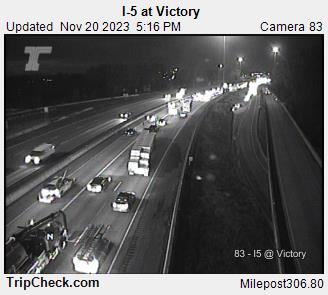 I-5 at Victory
Updated Nov 20 2023 5:16 PM Camera 83
83 - I5 @ Victory
TripCheck.com Milepost306.80